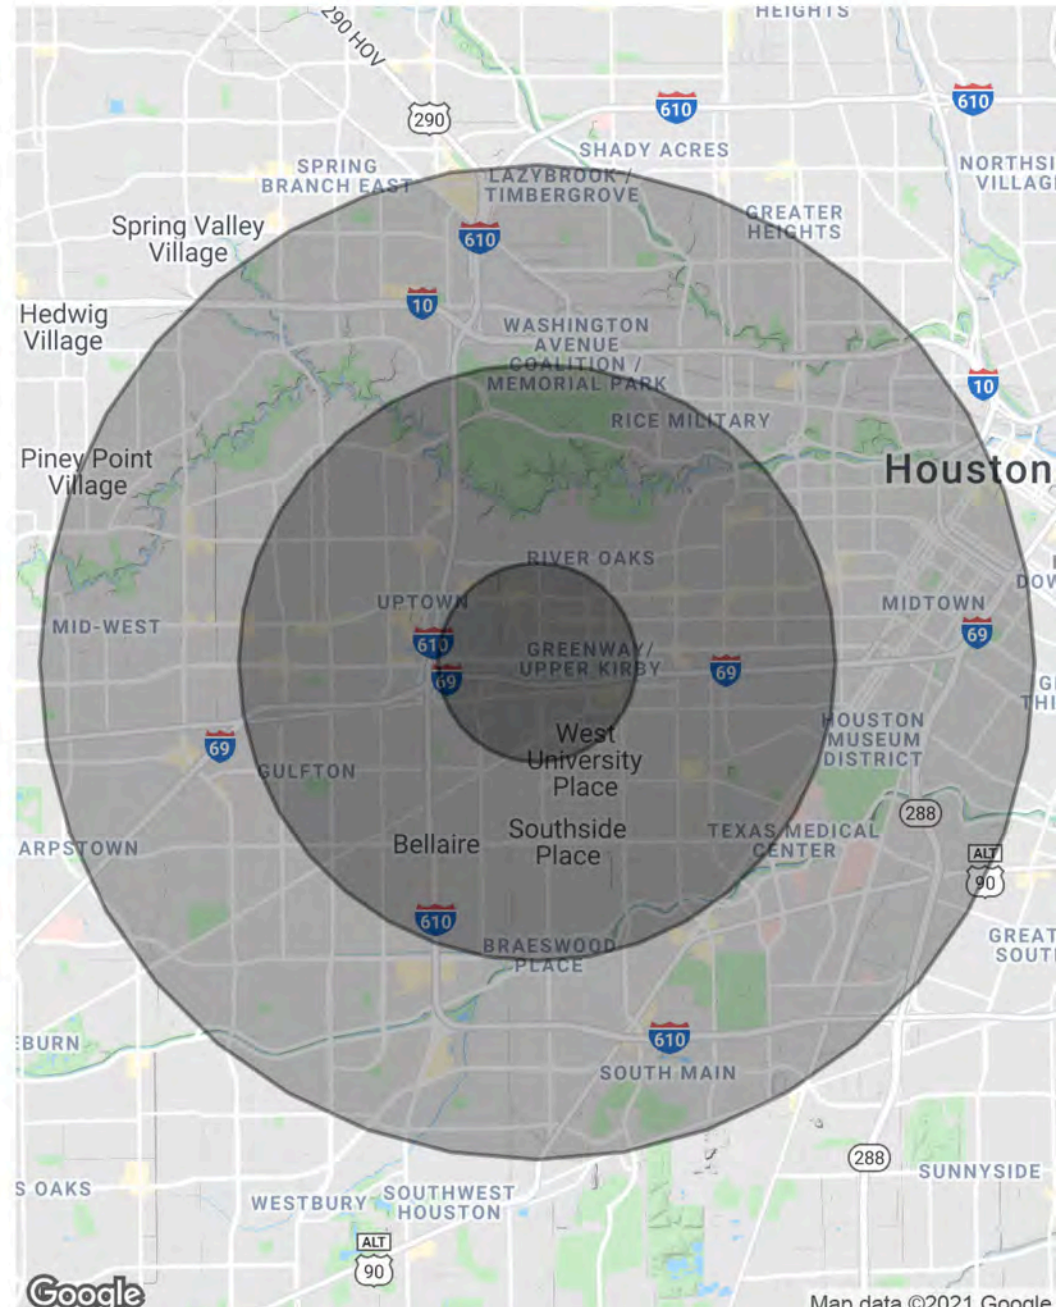 HEIGHTS
290 HOV
290
610
610
SHADY ACRES
SPRING
BRANCH EAST
LAZYBROOK /
TIMBERGROVE
NORTHSI
VILLAG
Spring Valley
Village
GREATER
HEIGHTS
610
10
Hedwig
Village
WASHINGTON
AVENUE
COALITION /
MEMORIAL PARK
10
RICE MILITARY
Piney Point
Village
Houston
RIVER OAKS
DOW
UPTOWN
MIDTOWN
MID-WEST
610
69
GREENWAY/
UPPER KIRBY
69
69
G
THI
69
West
University
Place
HOUSTON
MUSEUM
DISTRICT
GULFTON
288
Bellaire
Southside
Place
TEXAS MEDICAL
CENTER
ARPSTOWN
ALT
90
610
BRAESWOOD
PLACE
GREAT
SOUT
EBURN
610
SOUTH MAIN
288
SUNNYSIDE
S OAKS
WESTBURY
SOUTHWEST
HOUSTON
ALT
90
Google
Map data ©2021 Google